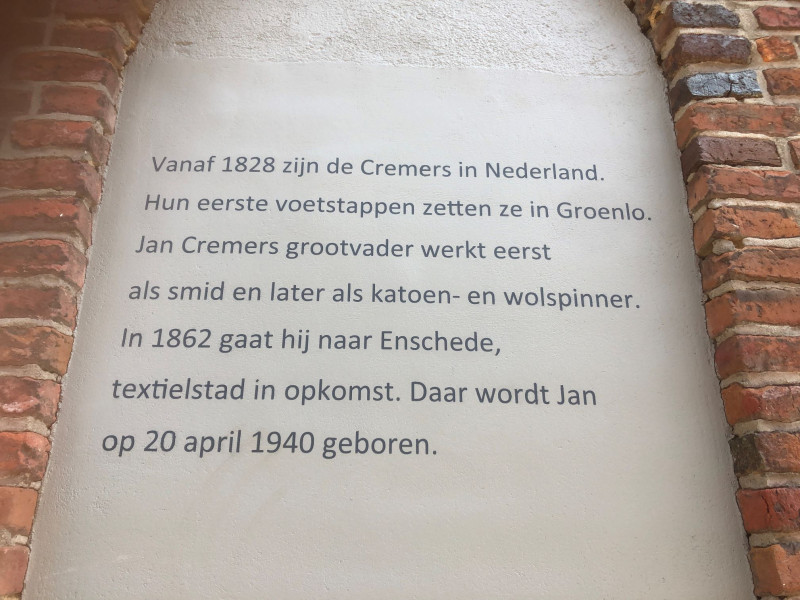 Vanaf 1828 zijn de Cremers in Nederland.
Hun eerste voetstappen zetten ze in Groenlo.
Jan Cremers grootvader werkt eerst
als smid en later als katoen- en wolspinner.
In 1862 gaat hij naar Enschede,
textielstad in opkomst. Daar wordt Jan
op 20 april 1940 geboren.